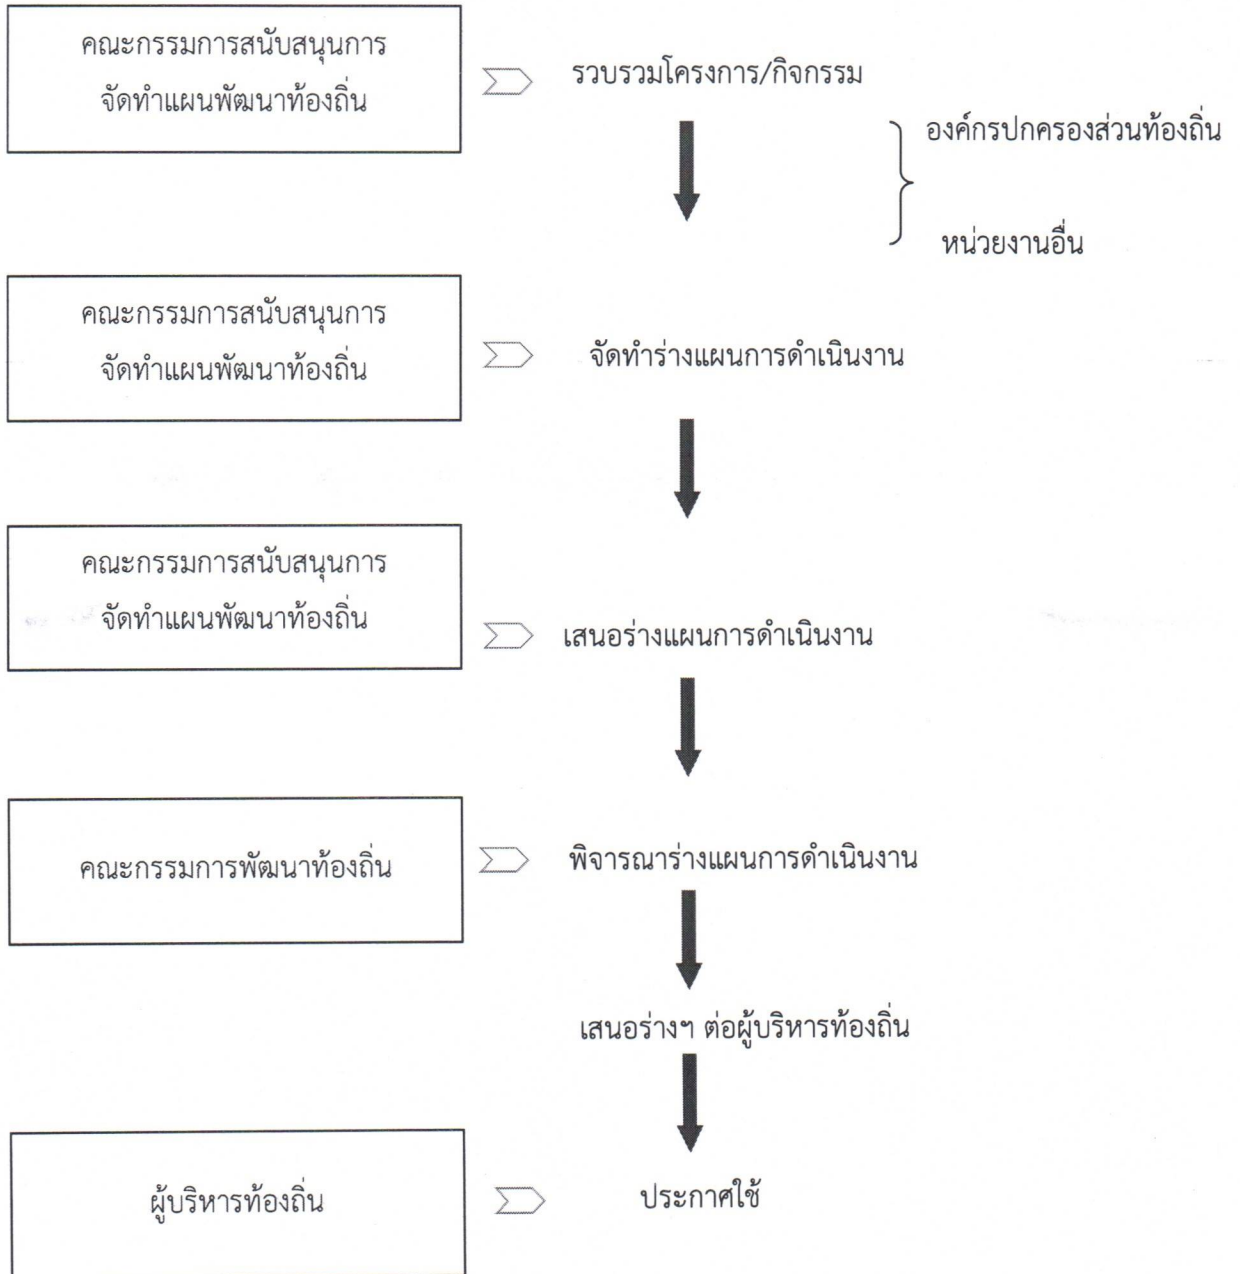 คณะกรรมการสนับสนุนการ
จัดทำแผนพัฒนาท้องถิ่น
รวบรวมโครงการ/กิจกรรม
องค์กรปกครองส่วนท้องถิ่น
หน่วยงานอื่น
คณะกรรมการสนับสนุนการ
จัดทำแผนพัฒนาท้องถิ่น
จัดทำร่างแผนการดำเนินงาน
คณะกรรมการสนับสนุนการ
จัดทำแผนพัฒนาท้องถิ่น
เสนอร่างแผนการดำเนินงาน
คณะกรรมการพัฒนาท้องถิ่น
พิจารณาร่างแผนการดำเนินงาน
เสนอร่างฯ ต่อผู้บริหารท้องถิ่น
ผู้บริหารท้องถิ่น
ประกาศใช้